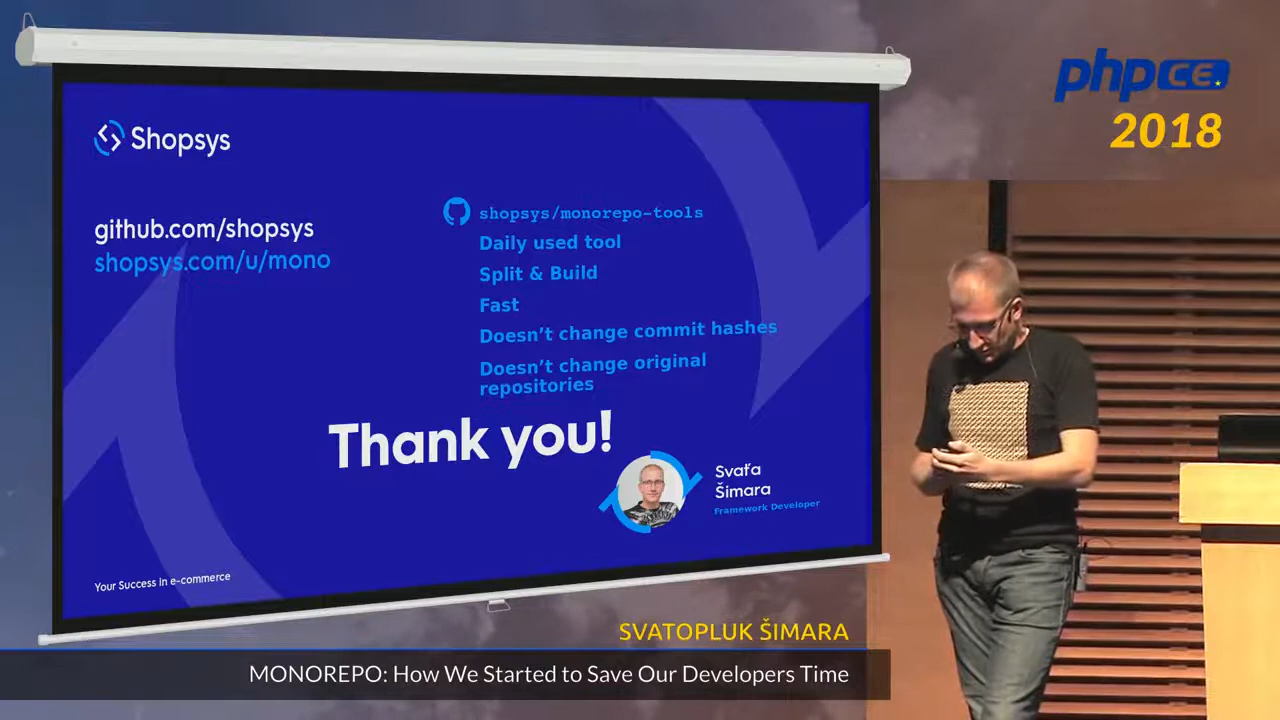 Shopsys
github.com/shopsys
shopsys.com/u/mono
shopsys/monorepo-tools
Daily used tool
Split & Build
Fast
Doesn't change commit hashes
Doesn't change original
repositories
Thank you!
Svaťa
Šimara
Framework Developer
Your Success in e-commerce
phpCE
2018
SVATOPLUK ŠIMARA
MONOREPO: How We Started to Save Our Developers Time